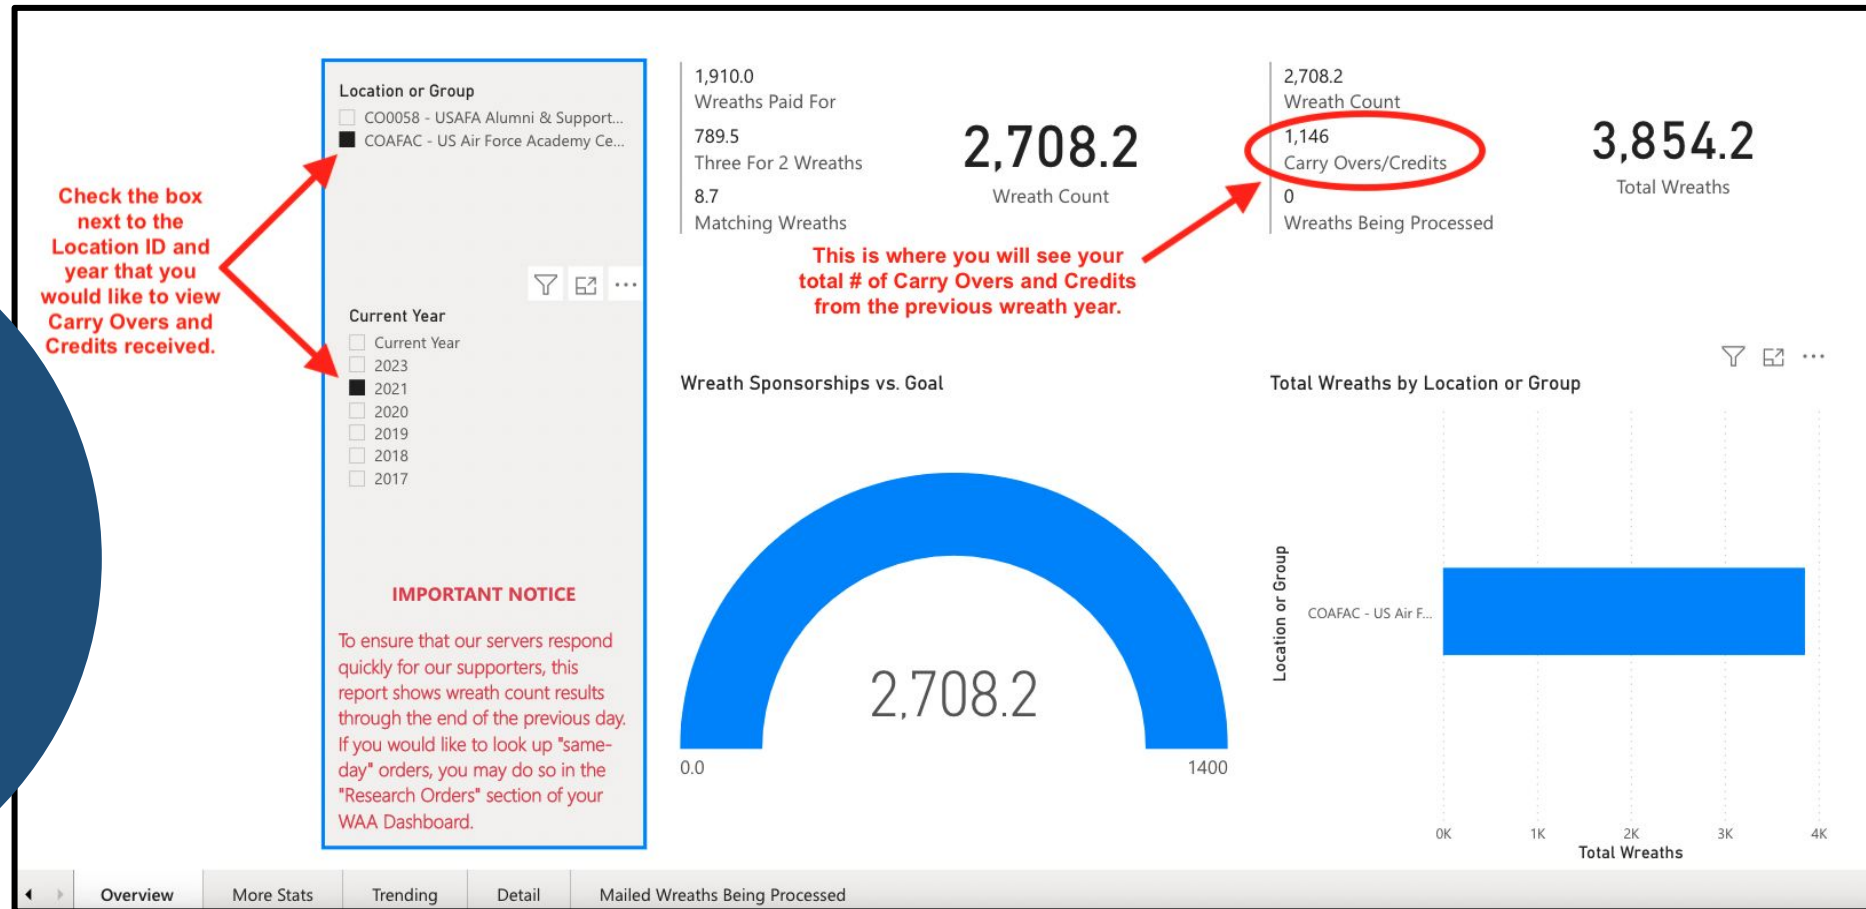 Check the box
next to the
Location ID and
year that you
would like to view
Carry Overs and
Credits received.
Location or Group
CO0058 - USAFA Alumni & Support...
COAFAC - US Air Force Academy Ce...
Current Year
Current Year
2023
2021
2020
2019
2018
2017
IMPORTANT NOTICE
To ensure that our servers respond
quickly for our supporters, this
report shows wreath count results
through the end of the previous day.
If you would like to look up "same-
day" orders, you may do so in the
"Research Orders" section of your
WAA Dashboard.
1,910.0
Wreaths Paid For
789.5
Three For 2 Wreaths
8.7
Matching Wreaths
2,708.2
Wreath Count
2,708.2
Wreath Count
1,146
Carry Overs/Credits
0
Wreaths Being Processed
3,854.2
Total Wreaths
This is where you will see your
total # of Carry Overs and Credits
from the previous wreath year.
Wreath Sponsorships vs. Goal
2,708.2
0.0
1400
Total Wreaths by Location or Group
Location or Group
COAFAC - US Air F...
0K
1K
2K
3K
4K
Total Wreaths
Overview
More Stats
Trending
Detail
Mailed Wreaths Being Processed